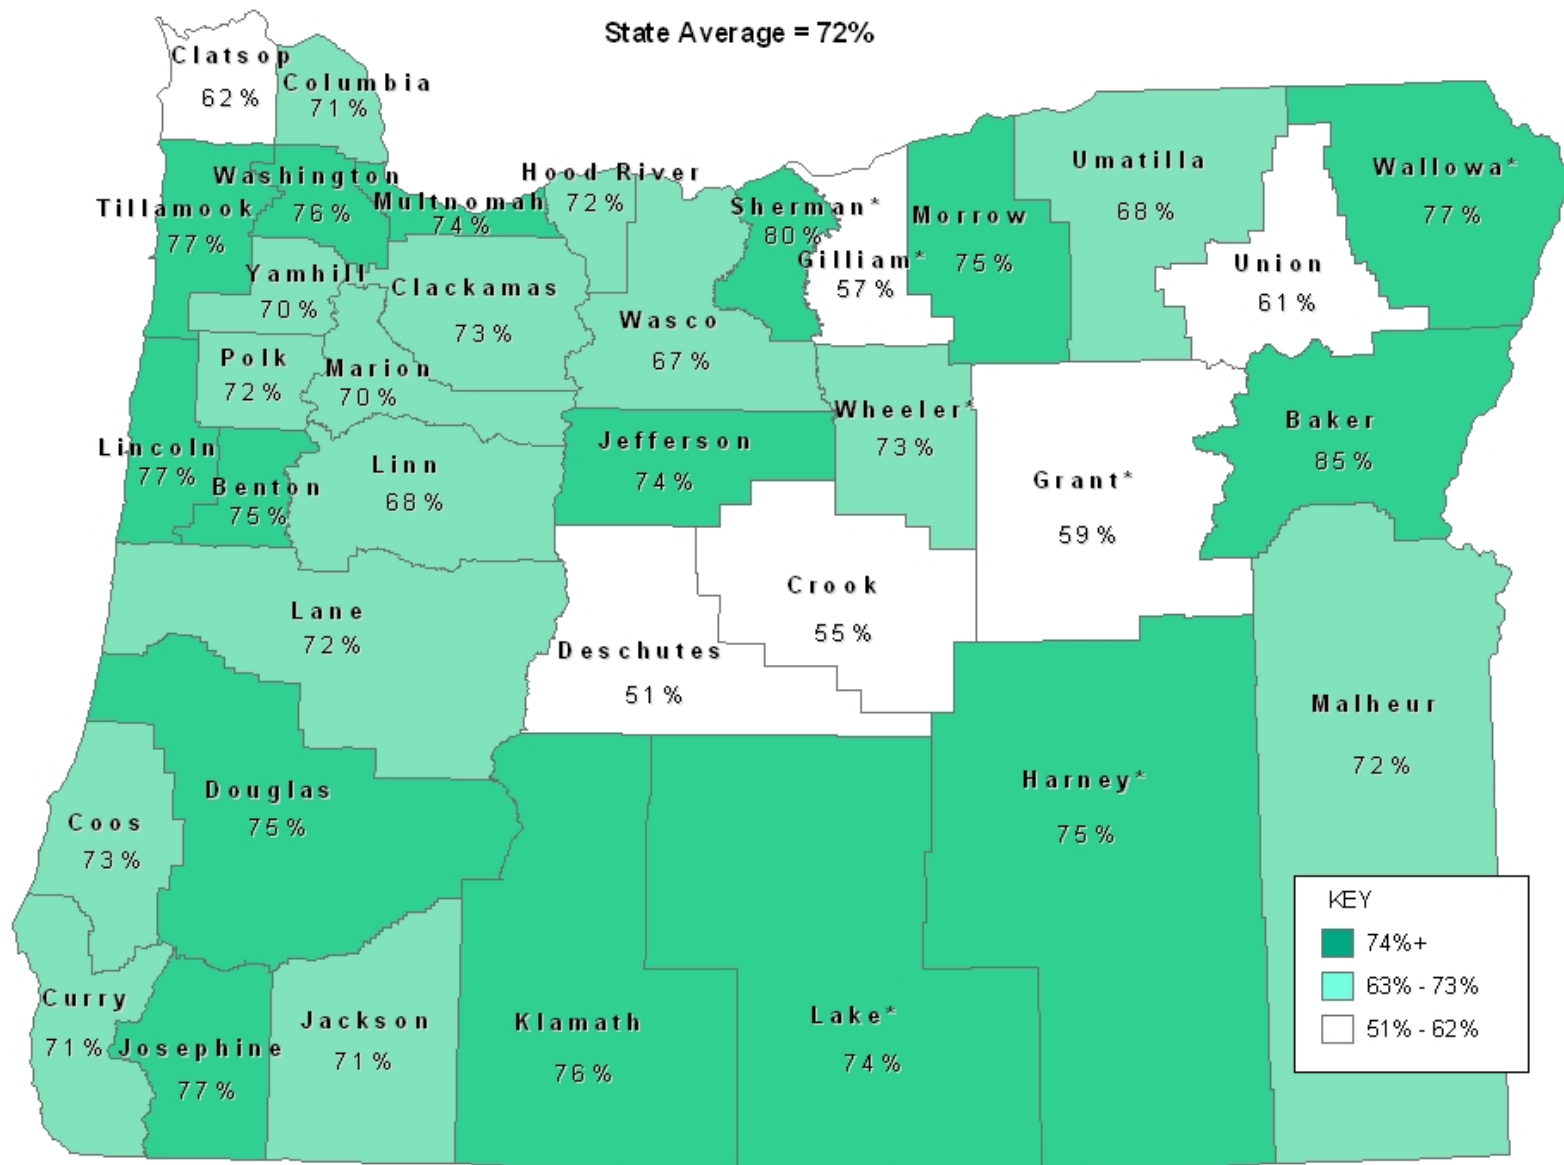 State Average = 72%
Clatsop
62%
Columbia
71%
Hood River
72%
Umatilla
68%
Wallowa*
77%
Washington
76%
Multnomah
74%
Tillamook
77%
Sherman*
80%
Morrow
75%
Gilliam*
57%
Union
61%
Yamhill
70%
Clackamas
73%
Wasco
67%
Polk
72%
Marion
70%
Wheeler*
73%
Baker
85%
Lincoln
77%
Benton
75%
Linn
68%
Jefferson
74%
Grant*
59%
Crook
55%
Lane
72%
Deschutes
51%
Malheur
72%
Harney*
75%
Douglas
75%
Coos
73%
Curry
71%
Josephine
77%
Jackson
71%
Klamath
76%
Lake*
74%
KEY
74%+
63% - 73%
51% - 62%